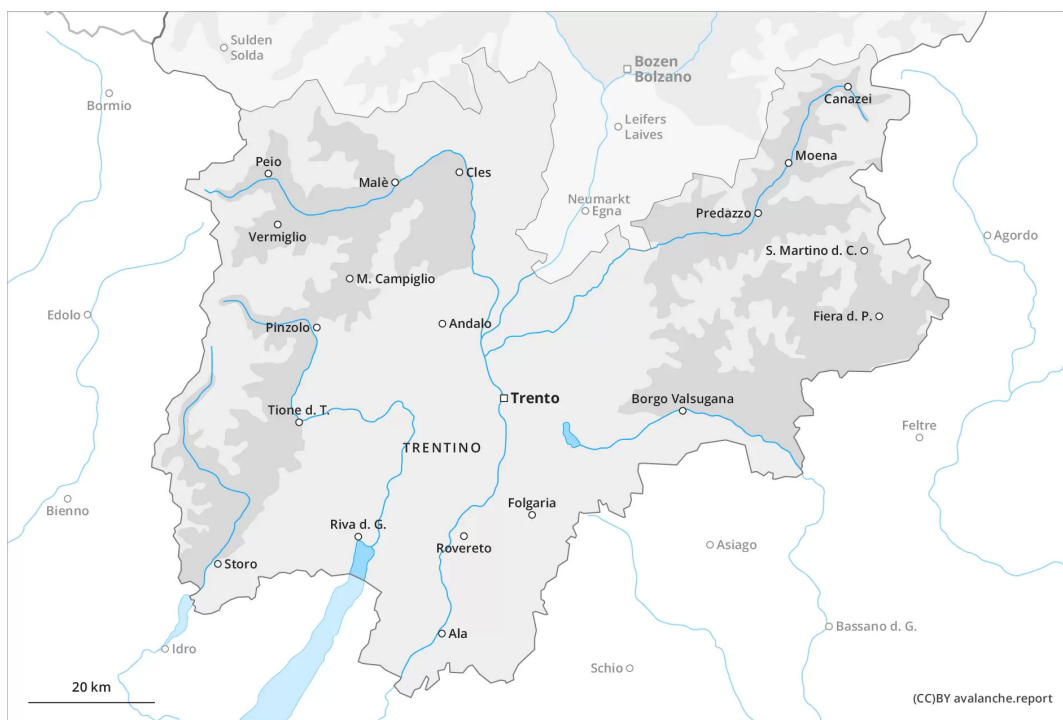 Sulden
Solda
Bozen
Bolzano
Canazei
Bormio
Leifers
Laives
Moena
Peio
Malè
Cles
Neumarkt
Egna
Predazzo
Vermiglio
S. Martino d. C.
Agordo
M. Campiglio
Edolo
Pinzolo
Andalo
Fiera d. P.
Trento
Borgo Valsugana
Tione d. T.
TRENTINO
Feltre
Bienno
Folgaria
Riva d. G.
Rovereto
Asiago
Storo
Ala
Bassano d. G.
Idro
Schio
20 km
(CC)BY avalanche.report